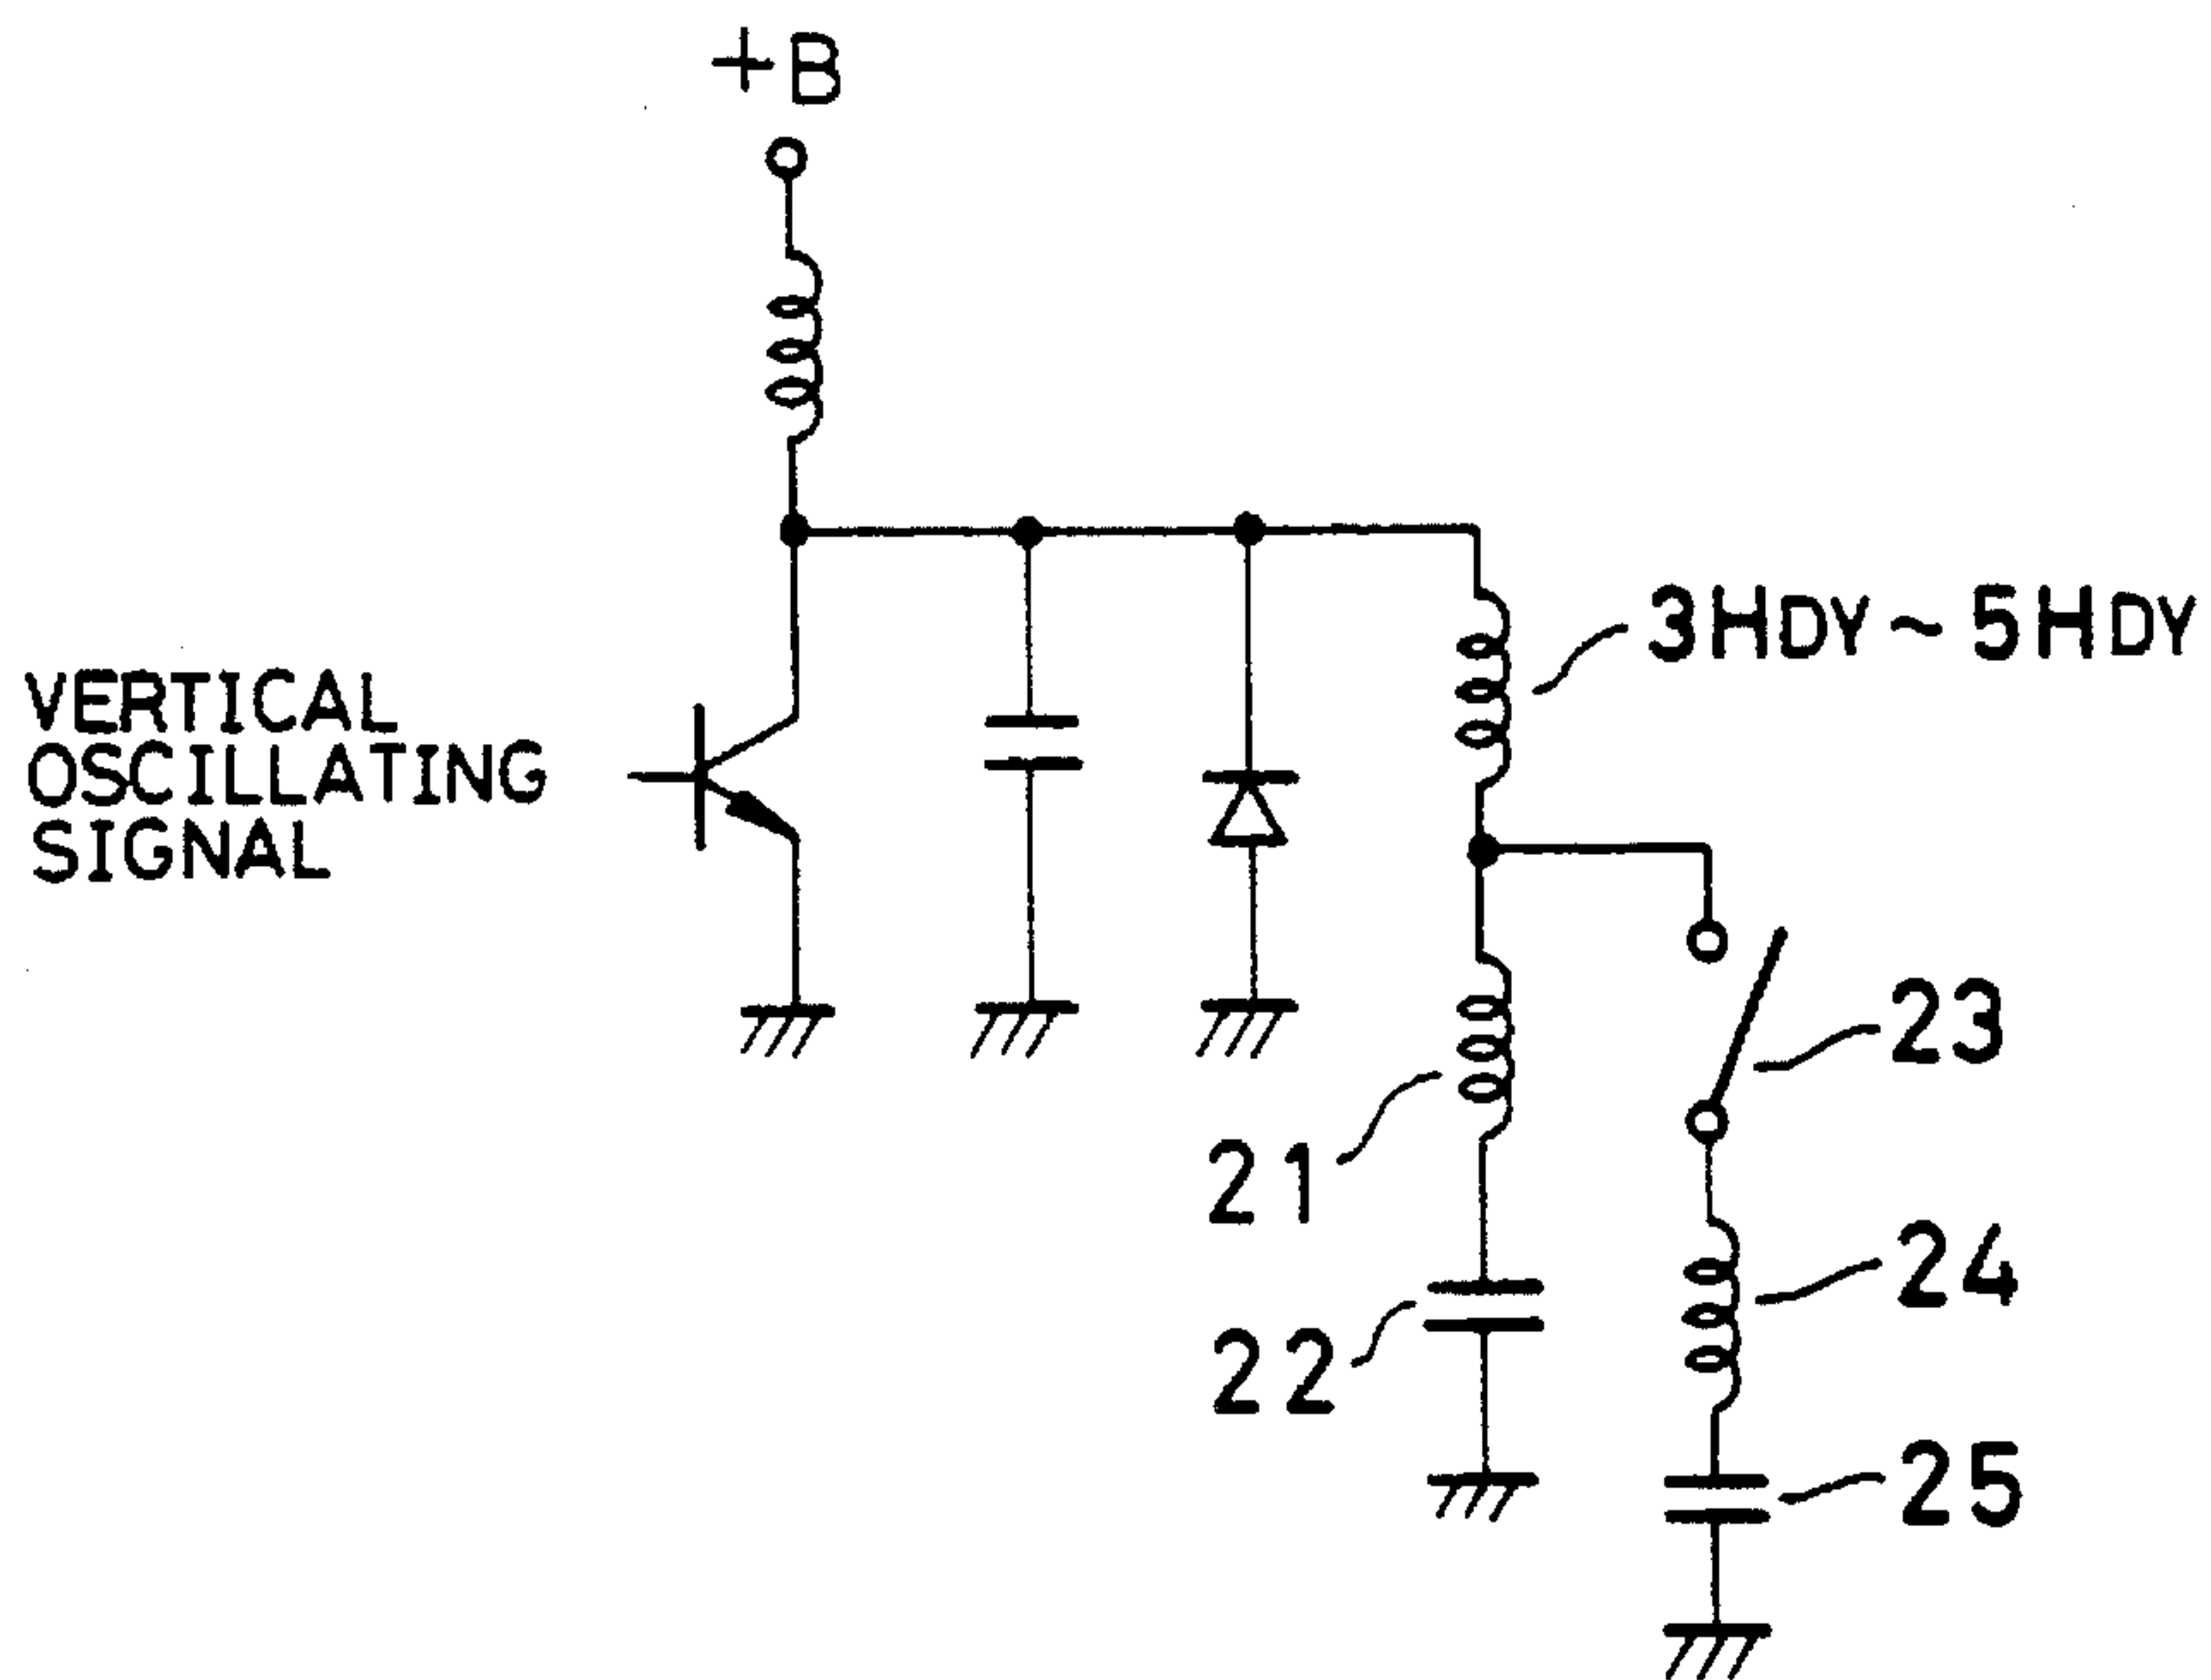 +B
3HDY~5HDY
VERTICAL
OSCILLATING
SIGNAL
23
21
24
22
25